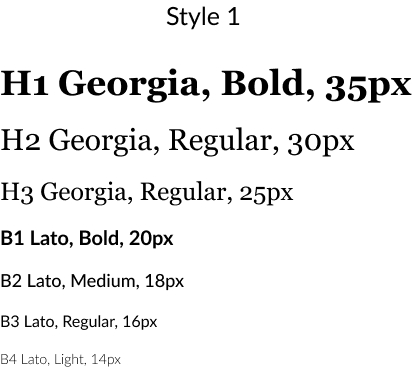 Style 1
H1 Georgia, Bold, 35px
H2 Georgia, Regular, 30px
H3 Georgia, Regular, 25px
B1 Lato, Bold, 20px
B2 Lato, Medium, 18px
B3 Lato, Regular, 16px
B4 Lato, Light, 14px